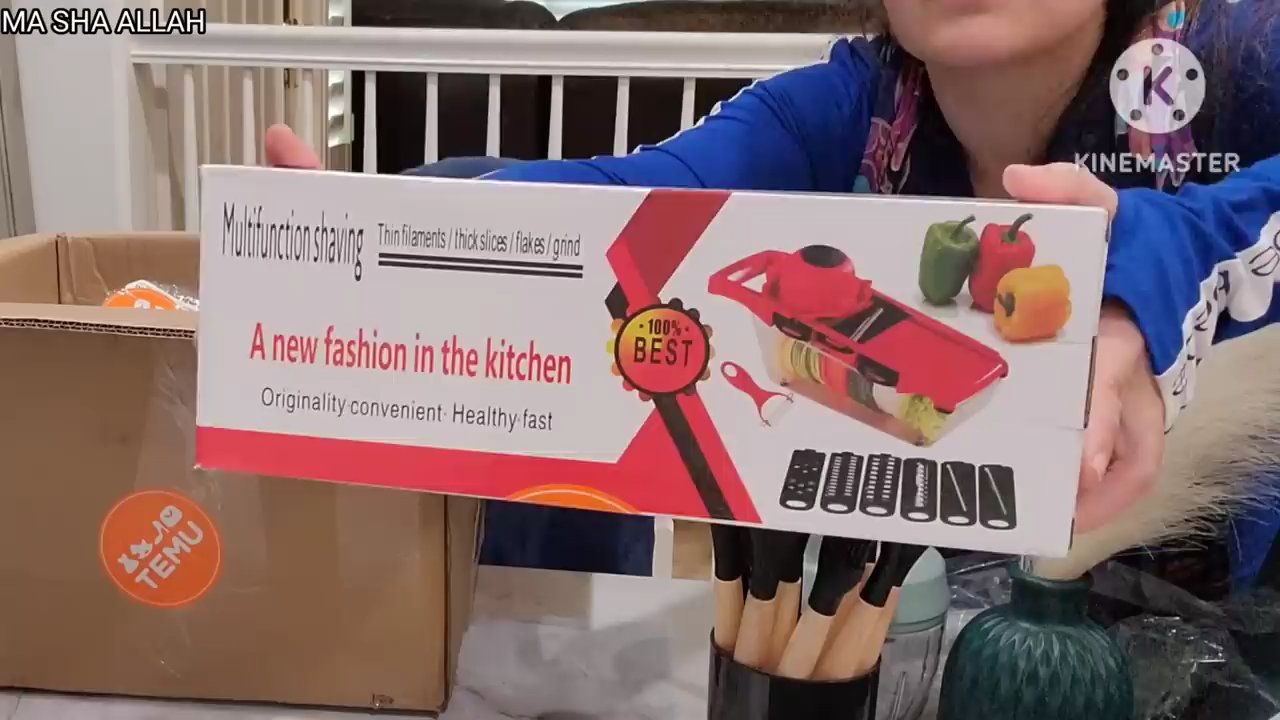 MA SHA ALLAH
K
KINEMASTER
Multifunction shaving
Thin filaments / thick slices / flakes / grind
A new fashion in the kitchen
Originality·convenient· Healthy·fast
100%
BEST
TEMU